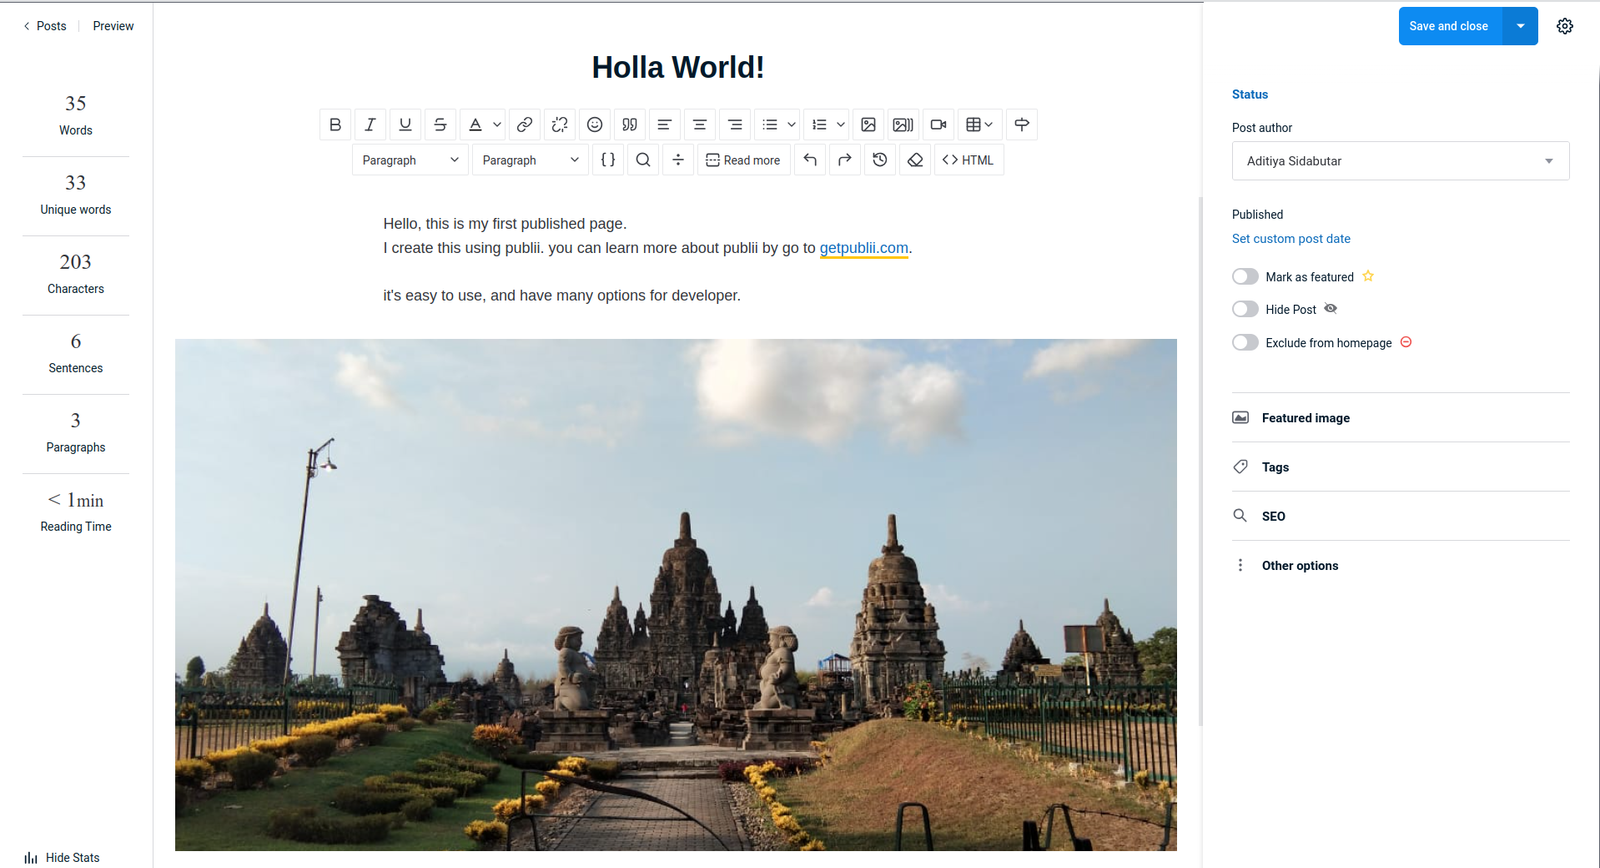 Posts
Preview
Save and close
35
Words
33
Unique words
203
Characters
6
Sentences
3
Paragraphs
< 1min
Reading Time
Hide Stats
Holla World!
Paragraph
Paragraph
Read more
HTML
Hello, this is my first published page.
I create this using publii. you can learn more about publii by go to getpublii.com.
it's easy to use, and have many options for developer.
Status
Post author
Aditiya Sidabutar
Published
Set custom post date
Mark as featured
Hide Post
Exclude from homepage
Featured image
Tags
SEO
Other options